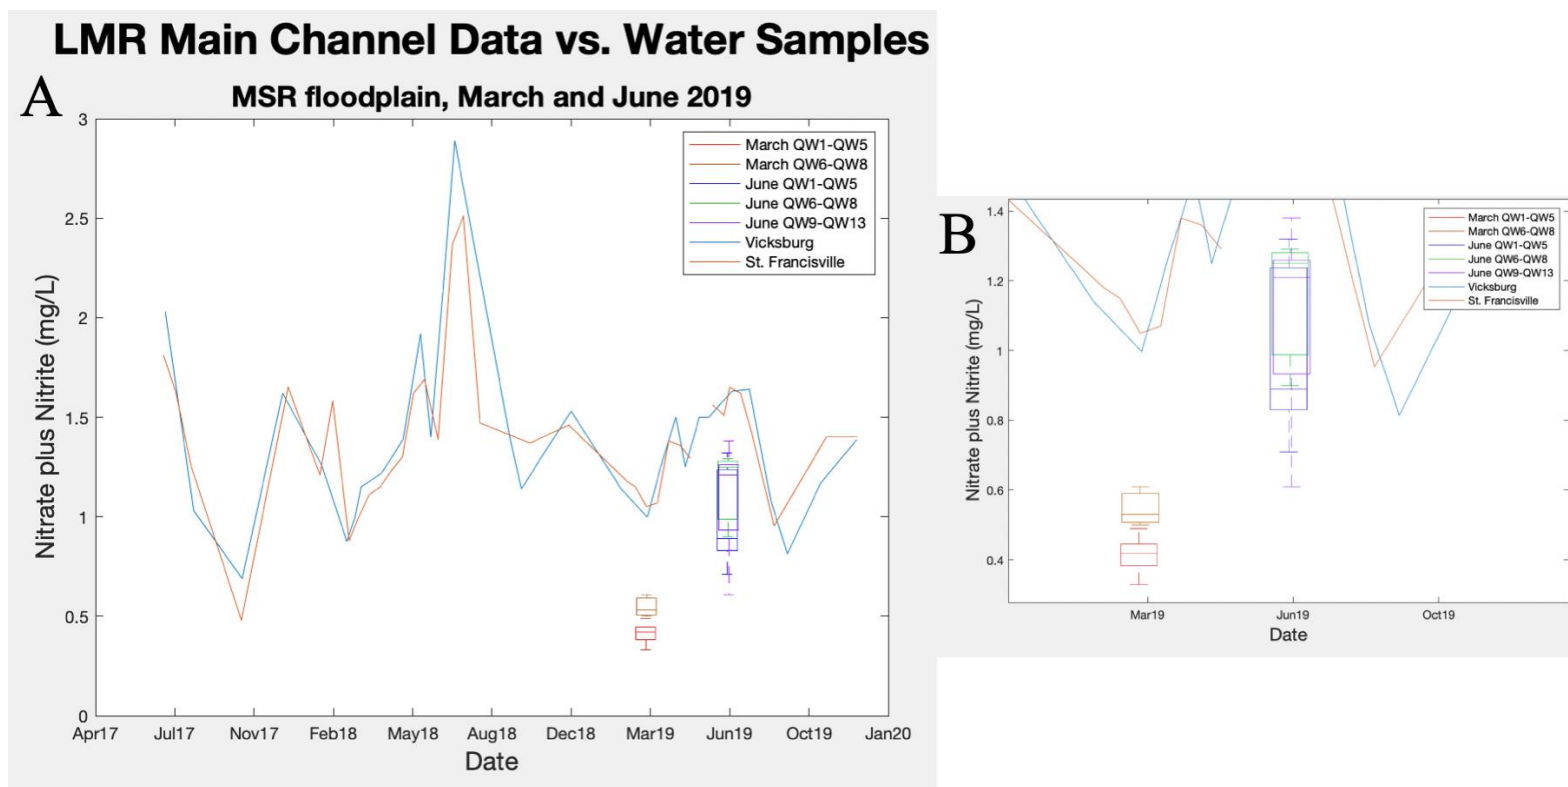 LMR Main Channel Data vs. Water Samples
A
MSR floodplain, March and June 2019
Nitrate plus Nitrite (mg/L)
3
2.5
2
1.5
1
0.5
0
March QW1-QW5
March QW6-QW8
June QW1-QW5
June QW6-QW8
June QW9-QW13
Vicksburg
St. Francisville
Apr17 Jul17 Nov17 Feb18 May18 Aug18 Dec18 Mar19 Jun19 Oct19 Jan20
Date
B
Nitrate plus Nitrite (mg/L)
1.4
1.2
1
0.8
0.6
0.4
March QW1-QW5
March QW6-QW8
June QW1-QW5
June QW6-QW8
June QW9-QW13
Vicksburg
St. Francisville
Mar19 Jun19 Oct19
Date